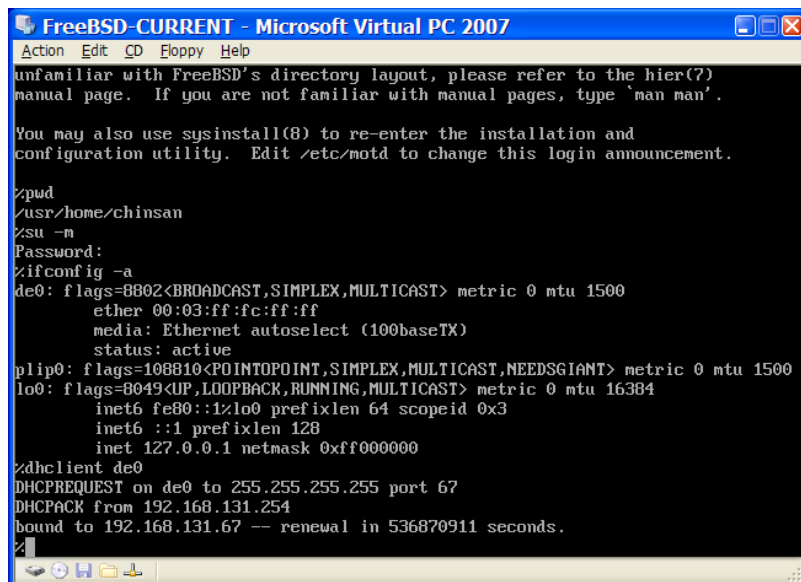 FreeBSD-CURRENT - Microsoft Virtual PC 2007
Action Edit CD Floppy Help
unfamiliar with FreeBSD's directory layout, please refer to the hier(7)
manual page.  If you are not familiar with manual pages, type `man man'.
You may also use sysinstall(8) to re-enter the installation and
configuration utility.  Edit /etc/motd to change this login announcement.
%pwd
/usr/home/chinsan
%su -m
Password:
%ifconfig -a
de0: flags=8802<BROADCAST,SIMPLEX,MULTICAST> metric 0 mtu 1500
        ether 00:03:ff:fc:ff:ff
        media: Ethernet autoselect (100baseTX)
        status: active
plip0: flags=108810<POINTOPOINT,SIMPLEX,MULTICAST,NEEDSGIANT> metric 0 mtu 1500
lo0: flags=8049<UP,LOOPBACK,RUNNING,MULTICAST> metric 0 mtu 16384
        inet6 fe80::1%lo0 prefixlen 64 scopeid 0x3
        inet6 ::1 prefixlen 128
        inet 127.0.0.1 netmask 0xff000000
%dhclient de0
DHCPREQUEST on de0 to 255.255.255.255 port 67
DHCPACK from 192.168.131.254
bound to 192.168.131.67 -- renewal in 536870911 seconds.
%